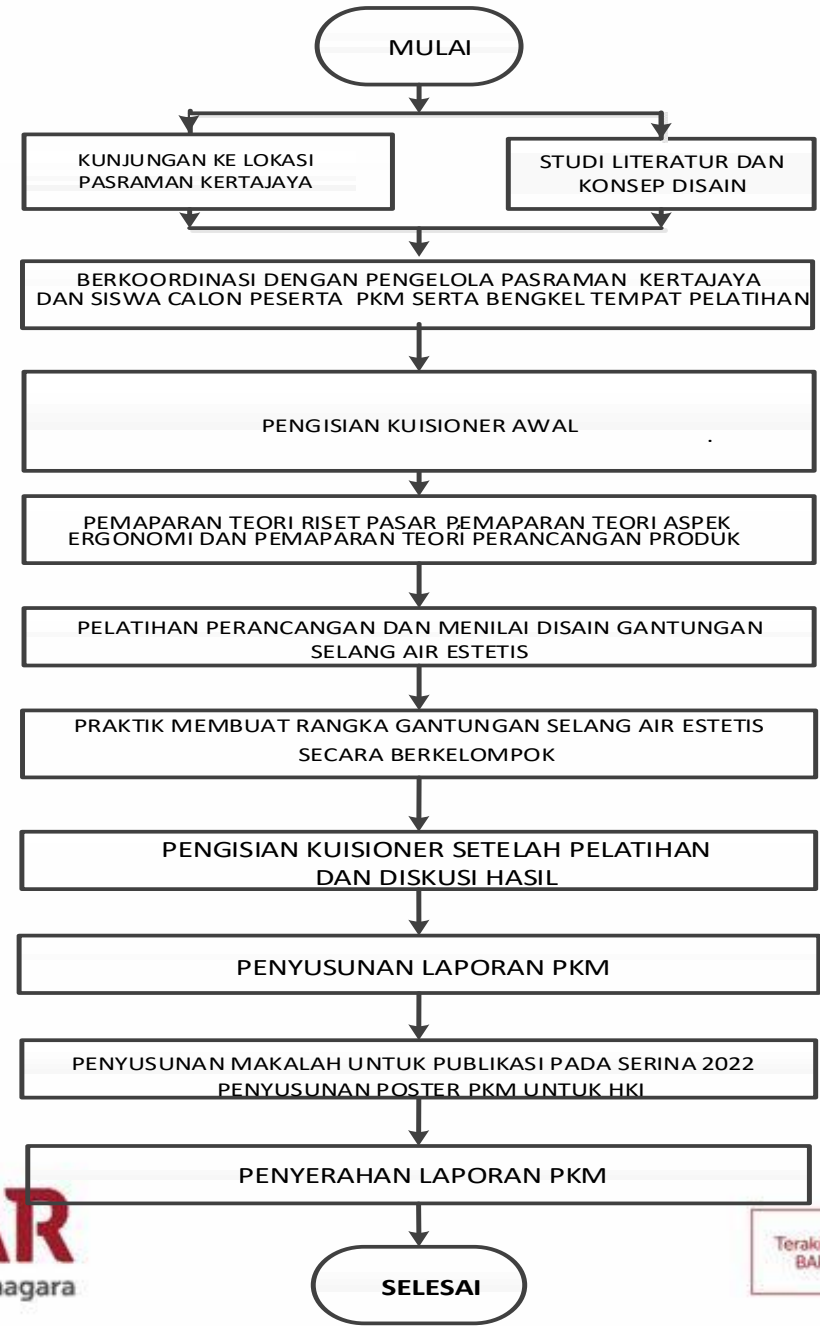 MULAI
KUNJUNGAN KE LOKASI
PASRAMAN KERTAJAYA
STUDI LITERATUR DAN
KONSEP DISAIN
BERKOORDINASI DENGAN PENGELOLA PASRAMAN KERTAJAYA
DAN SISWA CALON PESERTA PKM SERTA BENGKEL TEMPAT PELATIHAN
PENGISIAN KUISIONER AWAL .
PEMAPARAN TEORI RISET PASAR, PEMAPARAN TEORI ASPEK
ERGONOMI DAN PEMAPARAN TEORI PERANCANGAN PRODUK
PELATIHAN PERANCANGAN DAN MENILAI DISAIN GANTUNGAN
SELANG AIR ESTETIS
PRAKTIK MEMBUAT RANGKA GANTUNGAN SELANG AIR ESTETIS
SECARA BERKELOMPOK
PENGISIAN KUISIONER SETELAH PELATIHAN
DAN DISKUSI HASIL
PENYUSUNAN LAPORAN PKM
PENYUSUNAN MAKALAH UNTUK PUBLIKASI PADA SERINA 2022
PENYUSUNAN POSTER PKM UNTUK HKI
PENYERAHAN LAPORAN PKM
SELESAI
AR
nagara
Terak
BA